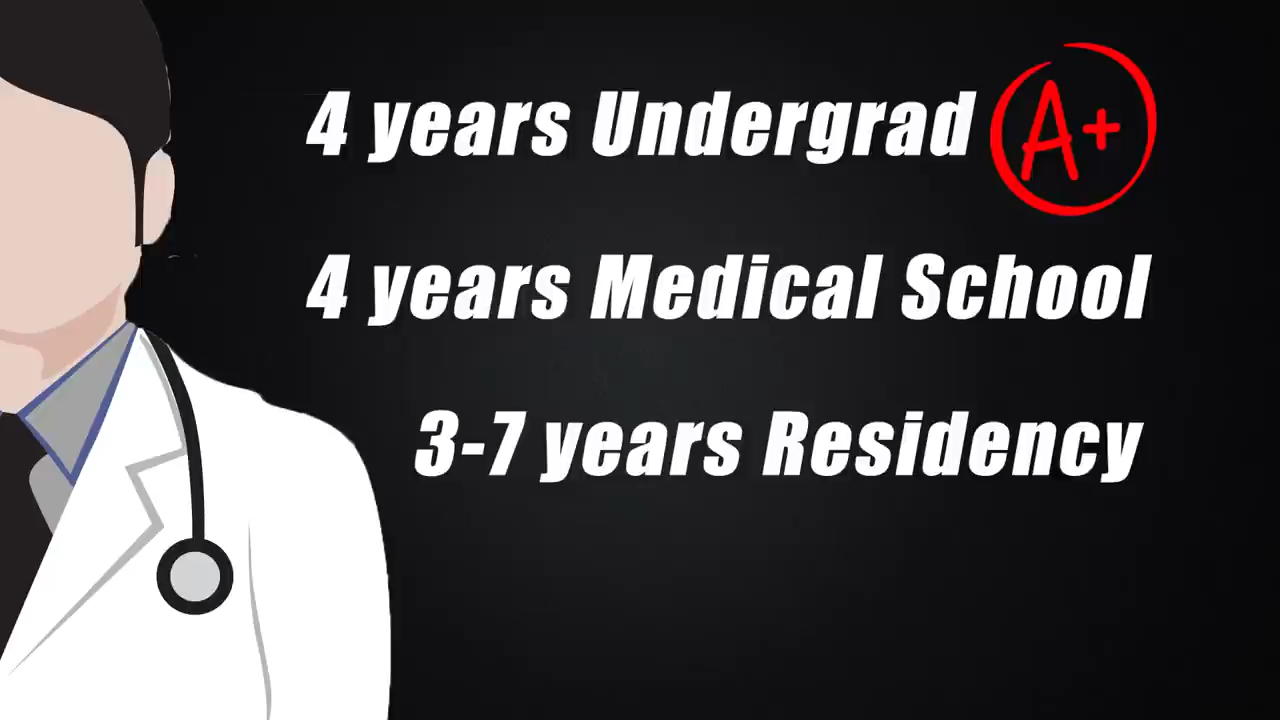 4 years Undergrad A+
4 years Medical School
3-7 years Residency